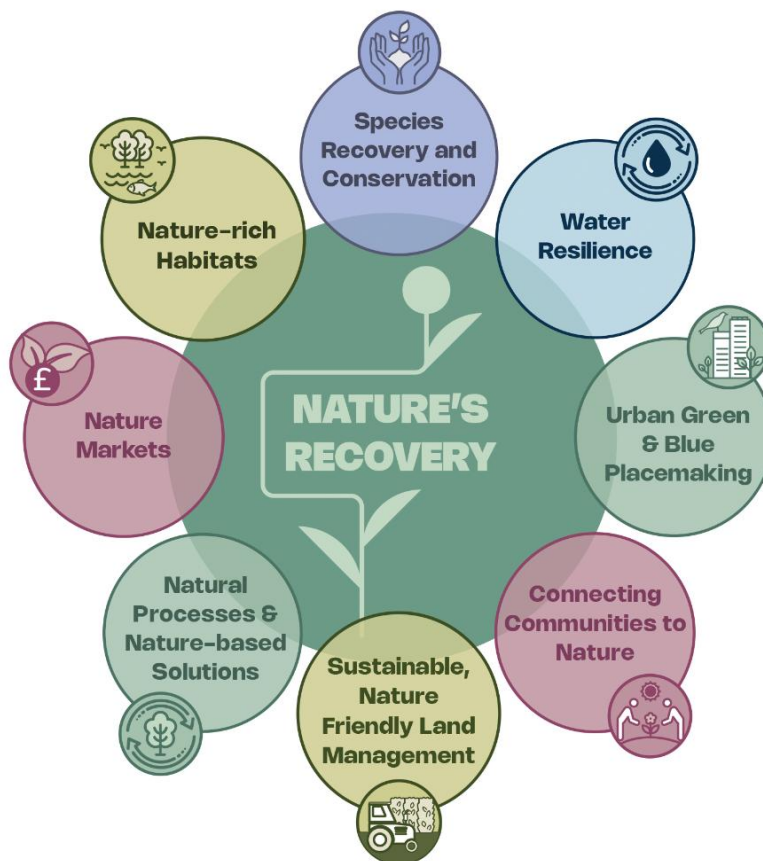 Species
Recovery and
Conservation
Water
Resilience
Urban Green
& Blue
Placemaking
Connecting
Communities to
Nature
Sustainable,
Nature
Friendly Land
Management
Natural
Processes &
Nature-based
Solutions
£
Nature
Markets
Nature-rich
Habitats
NATURE'S
RECOVERY